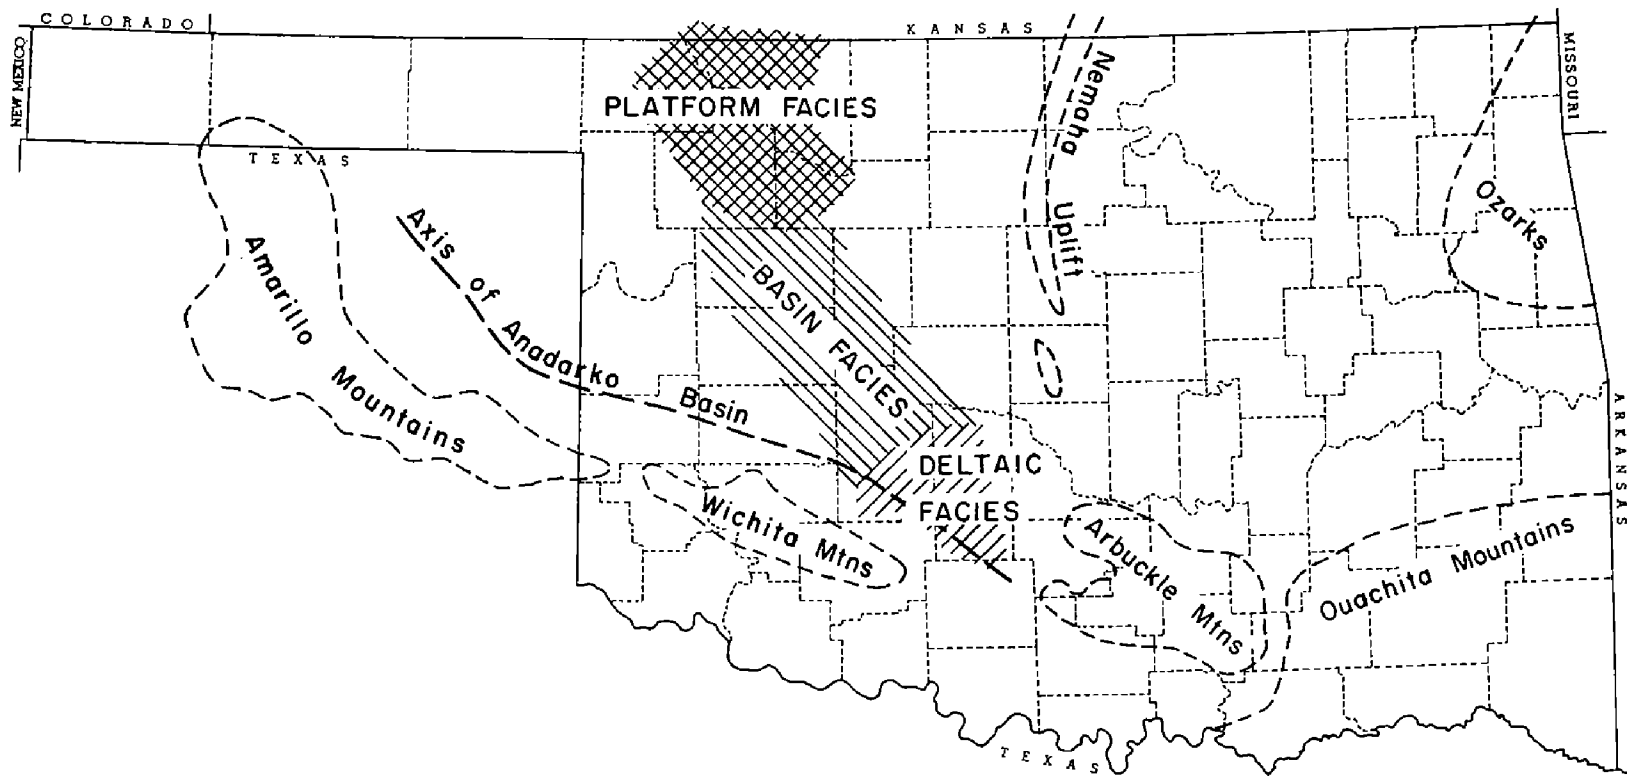 COLORADO
KANSAS
NEW MEXICO
MISSOURI
PLATFORM FACIES
Nemaha Uplift
TEXAS
Ozarks
Axis of Anadarko Basin
Amarillo Mountains
BASIN FACIES
DELTAIC
FACIES
Wichita Mtns
Arbuckle Mtns
Ouachita Mountains
ARKANSAS
TEXAS